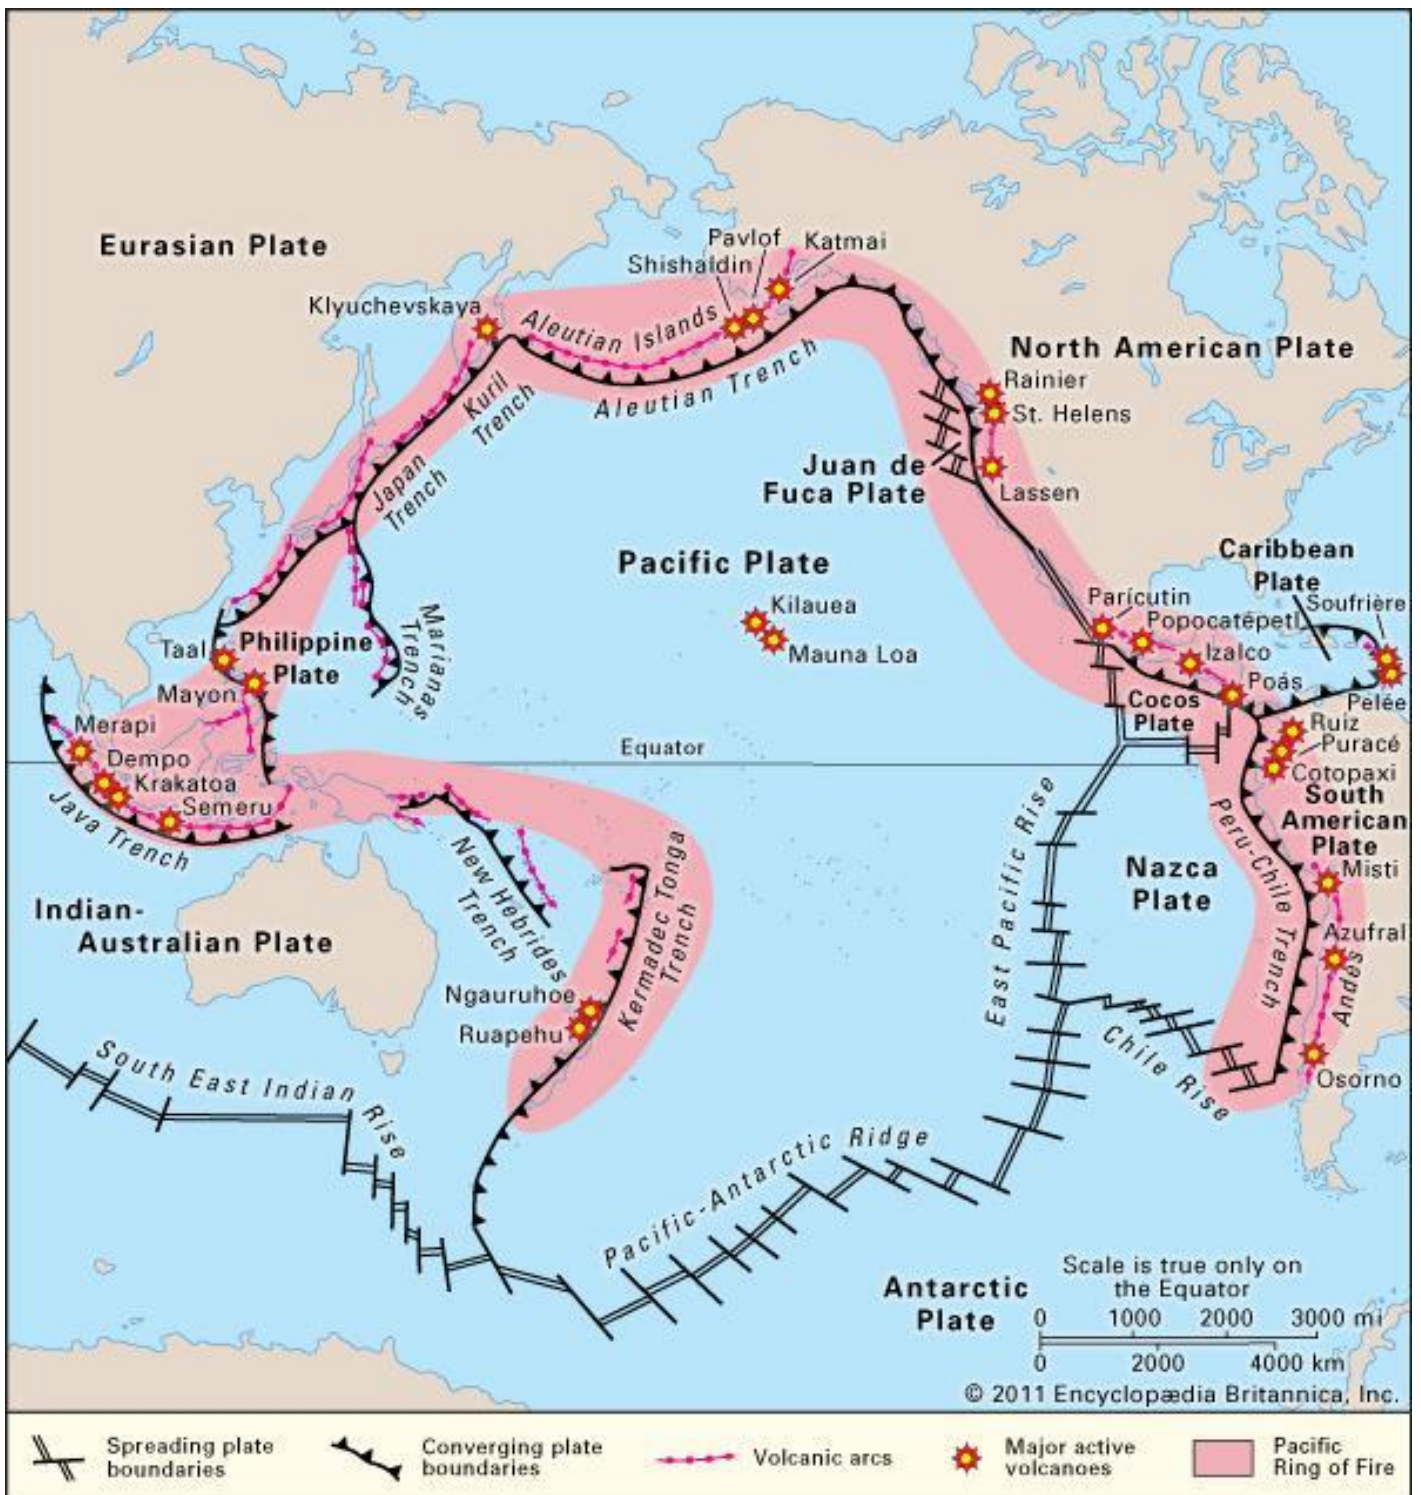 Eurasian Plate
Pavlof
Katmai
Shishaldin
Klyuchevskaya
Aleutian Islands
Aleutian Trench
Kuril
Trench
Japan
Trench
North American Plate
Rainier
St. Helens
Juan de
Fuca Plate
Lassen
Pacific Plate
Kilauea
Mauna Loa
Caribbean
Plate
Soufrière
Parícutin
Popocatépetl
Izalco
Poás
Pelée
Cocos
Plate
Ruiz
Puracé
Cotopaxi
Taal
Philippine
Plate
Mayon
Marianas
Trench
Merapi
Dempo
Krakatoa
Semeru
Java Trench
Equator
South
American
Plate
Misti
Peru-Chile Trench
Nazca
Plate
Azufral
Andes
Osorno
East Pacific Rise
Chile Rise
New Hebrides
Trench
Kermadec Tonga
Trench
Indian-
Australian Plate
Ngauruhoe
Ruapehu
South East Indian Rise
Pacific-Antarctic Ridge
Antarctic
Plate
Scale is true only on
the Equator
0 1000 2000 3000 mi
0 2000 4000 km
© 2011 Encyclopædia Britannica, Inc.
Spreading plate
boundaries
Converging plate
boundaries
Volcanic arcs
Major active
volcanoes
Pacific
Ring of Fire